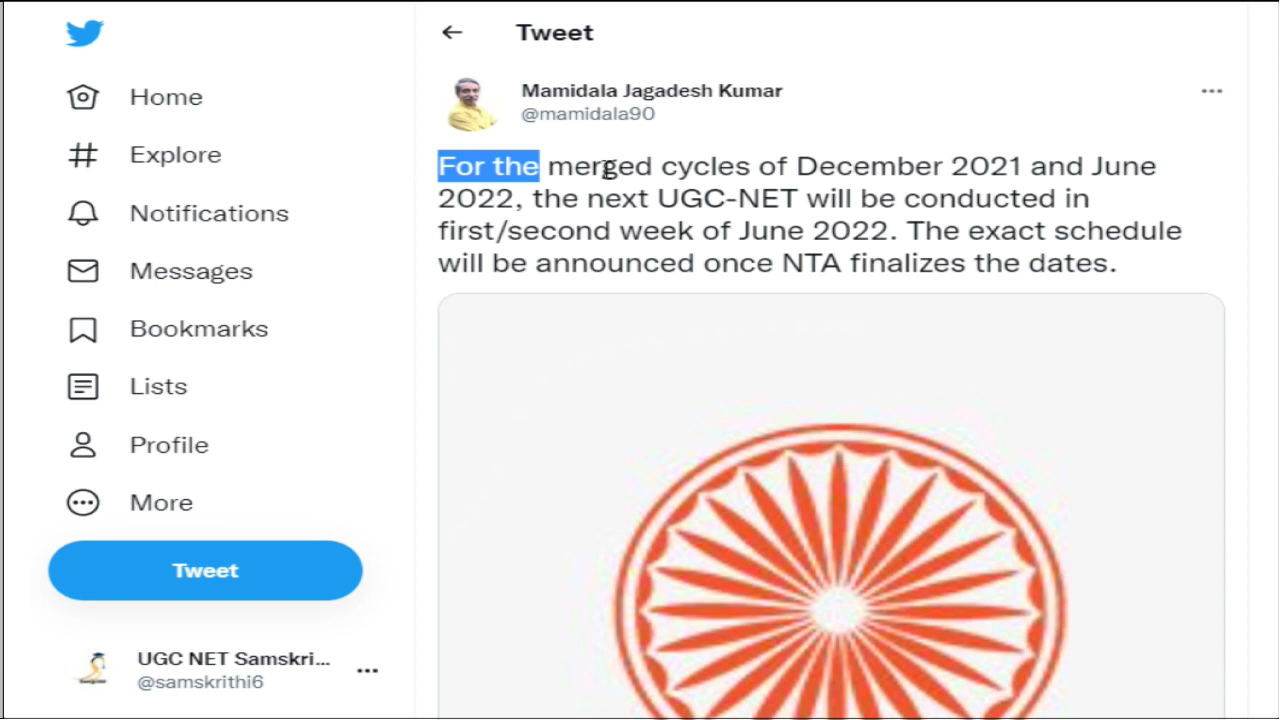 Tweet
Mamidala Jagadesh Kumar
@mamidala90
For the merged cycles of December 2021 and June
2022, the next UGC-NET will be conducted in
first/second week of June 2022. The exact schedule
will be announced once NTA finalizes the dates.
Home
Explore
Notifications
Messages
Bookmarks
Lists
Profile
More
Tweet
UGC NET Samskri...
@samskrithi6